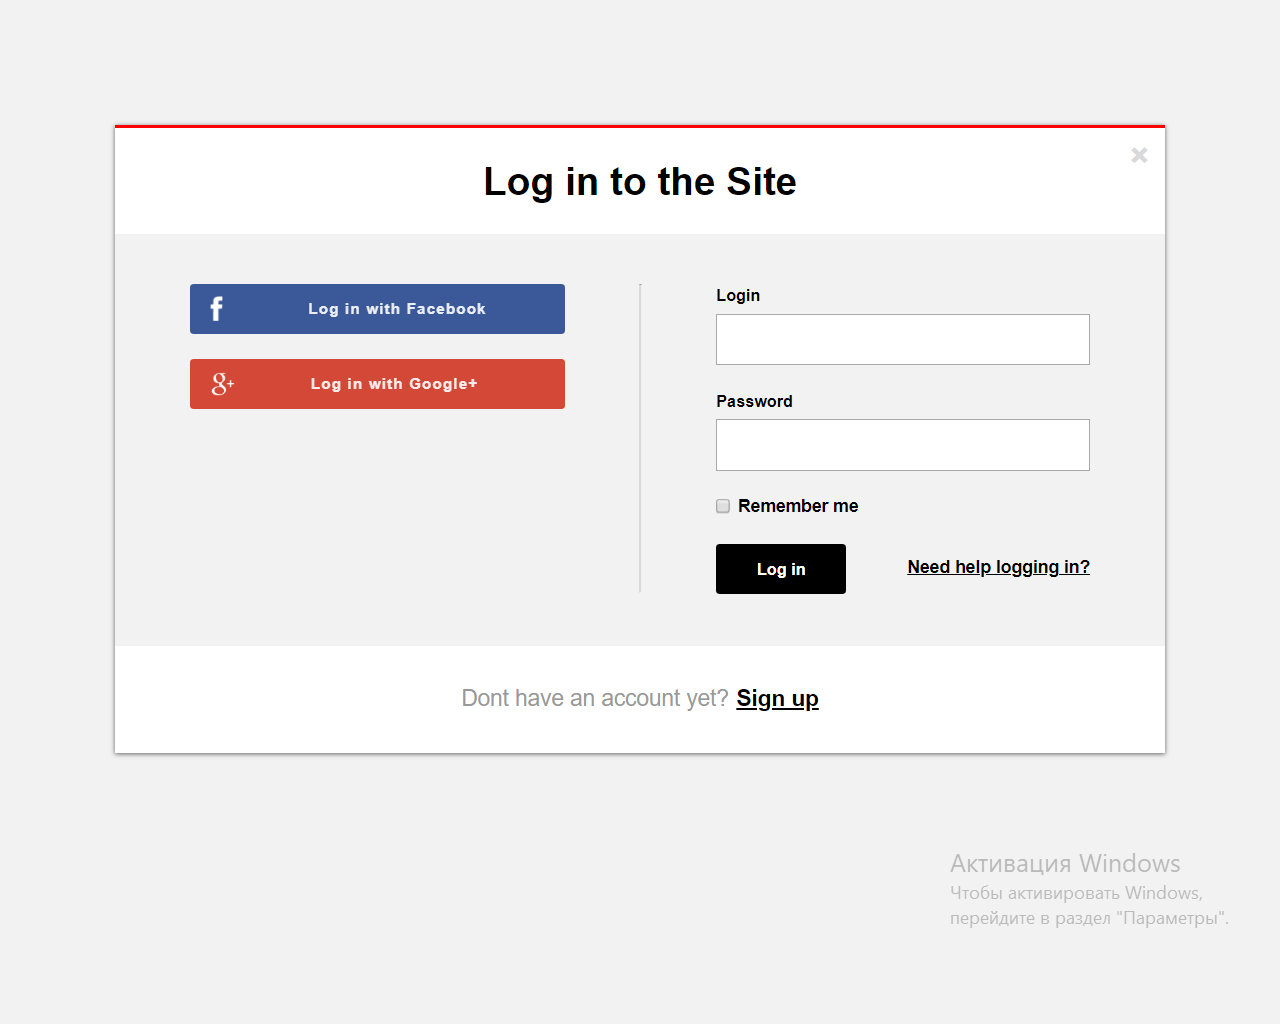 Log in to the Site
Log in with Facebook
Log in with Google+
Login
Password
Remember me
Log in
Need help logging in?
Dont have an account yet? Sign up
Активация Windows
Чтобы активировать Windows,
перейдите в раздел "Параметры".